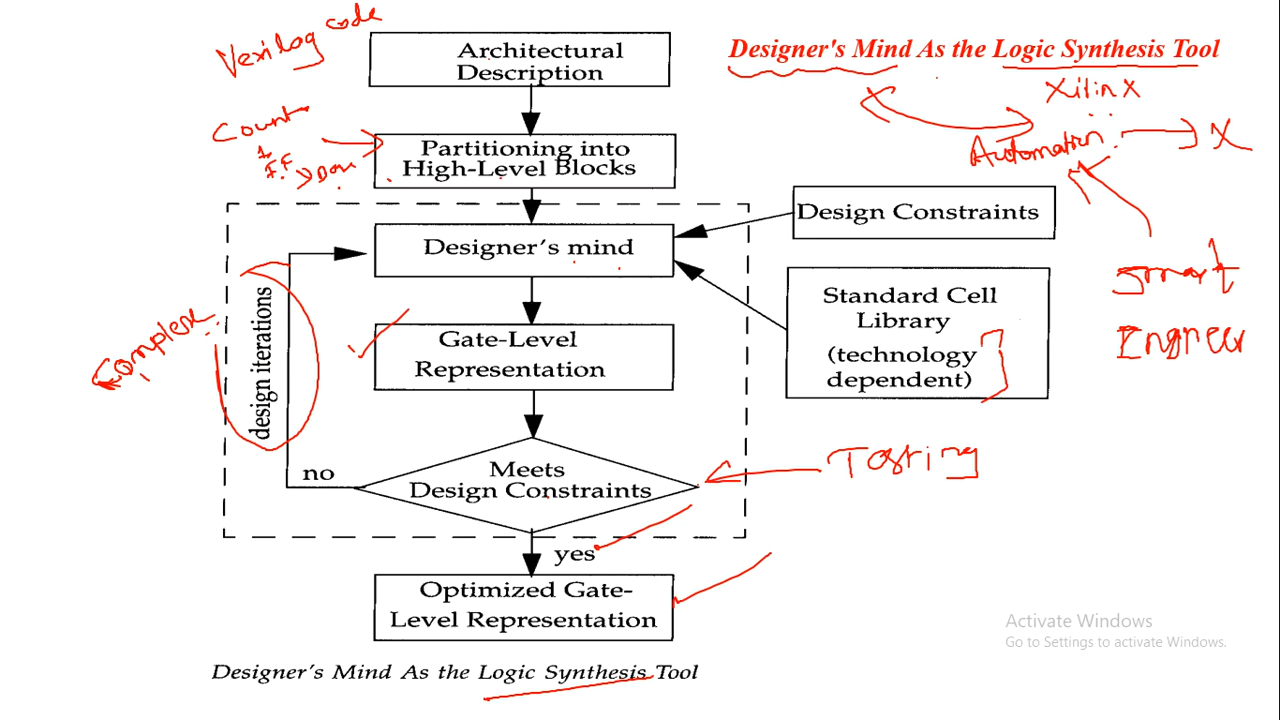 Verilog code
Architectural
Description
Designer's Mind As the Logic Synthesis Tool
XilinX
Automation
X
Count
F.F
Partitioning into
High-Level Blocks
Designer's mind
Design Constraints
Standard Cell
Library
(technology
dependent)
Smart
Engineer
design iterations
Gate-Level
Representation
Meets
Design Constraints
no
Testing
yes
Optimized Gate-
Level Representation
Activate Windows
Go to Settings to activate Windows.
Designer's Mind As the Logic Synthesis Tool